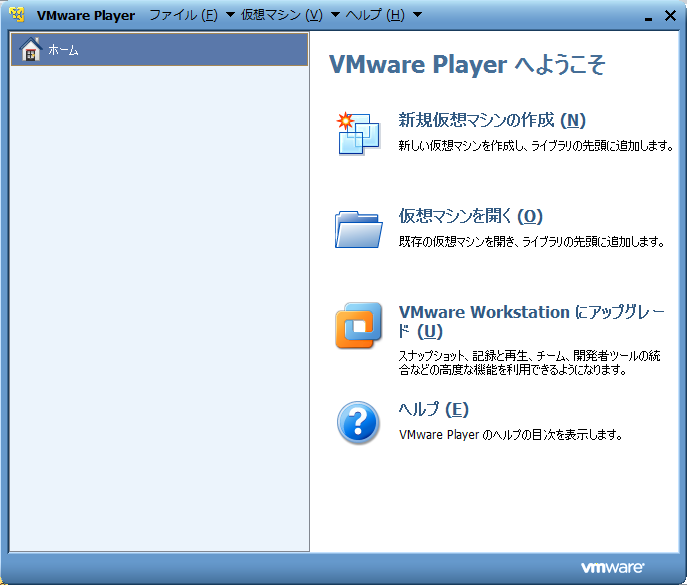 VMware Player ファイル (F) 仮想マシン (V) ヘルプ (H)
ホーム
VMware Player へようこそ
新規仮想マシンの作成 (N)
新しい仮想マシンを作成し、ライブラリの先頭に追加します。
仮想マシンを開く (O)
既存の仮想マシンを開き、ライブラリの先頭に追加します。
VMware Workstation にアップグレー
ド (U)
スナップショット、記録と再生、チーム、開発者ツールの統
合などの高度な機能を利用できるようになります。
ヘルプ (E)
VMware Player のヘルプの目次を表示します。
vmware